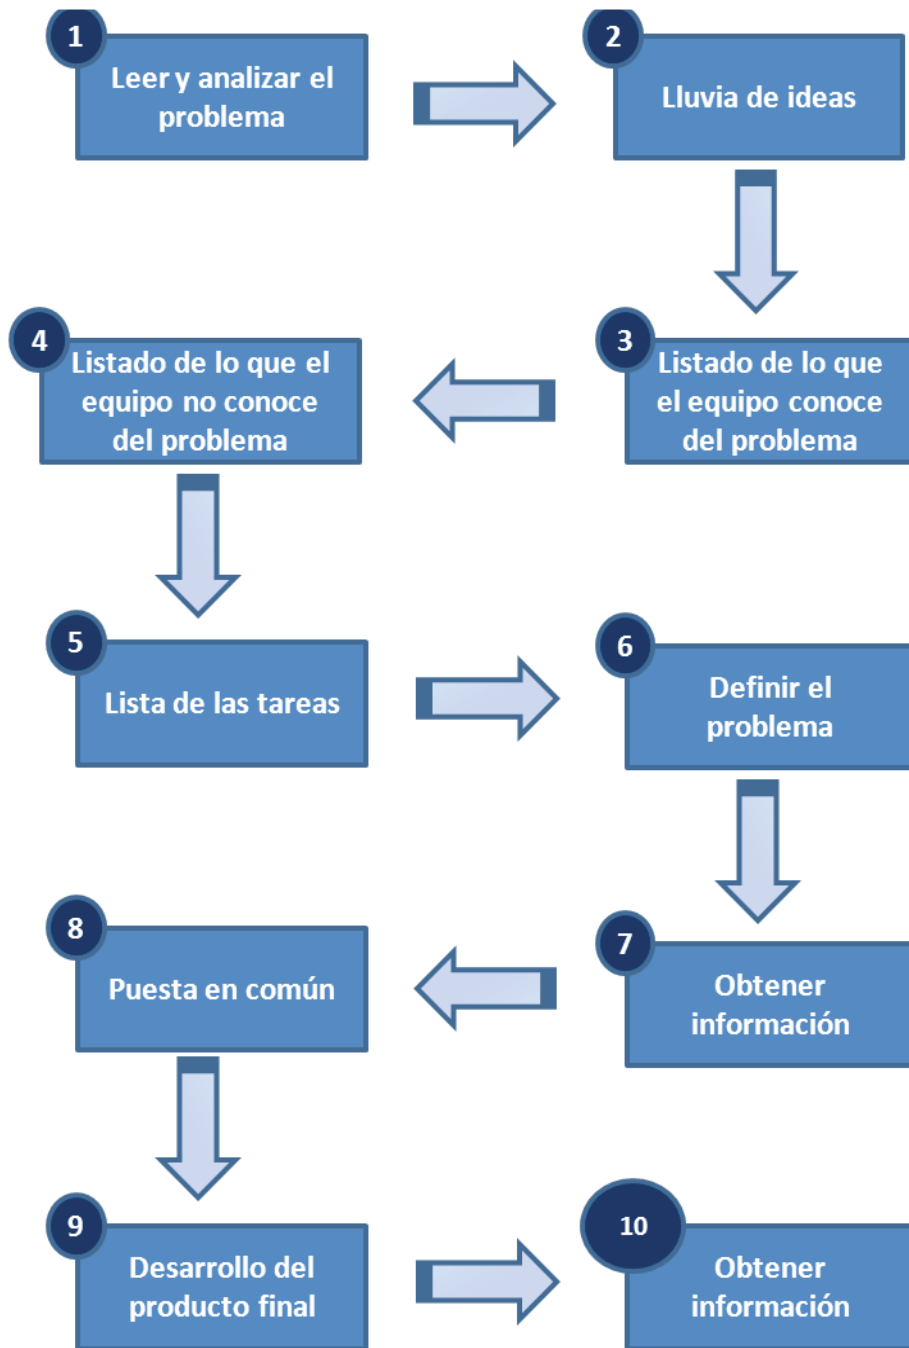 1
Leer y analizar el
problema
2
Lluvia de ideas
3
Listado de lo que
el equipo conoce
del problema
4
Listado de lo que el
equipo no conoce
del problema
5
Lista de las tareas
6
Definir el
problema
7
Obtener
información
8
Puesta en común
9
Desarrollo del
producto final
10
Obtener
información